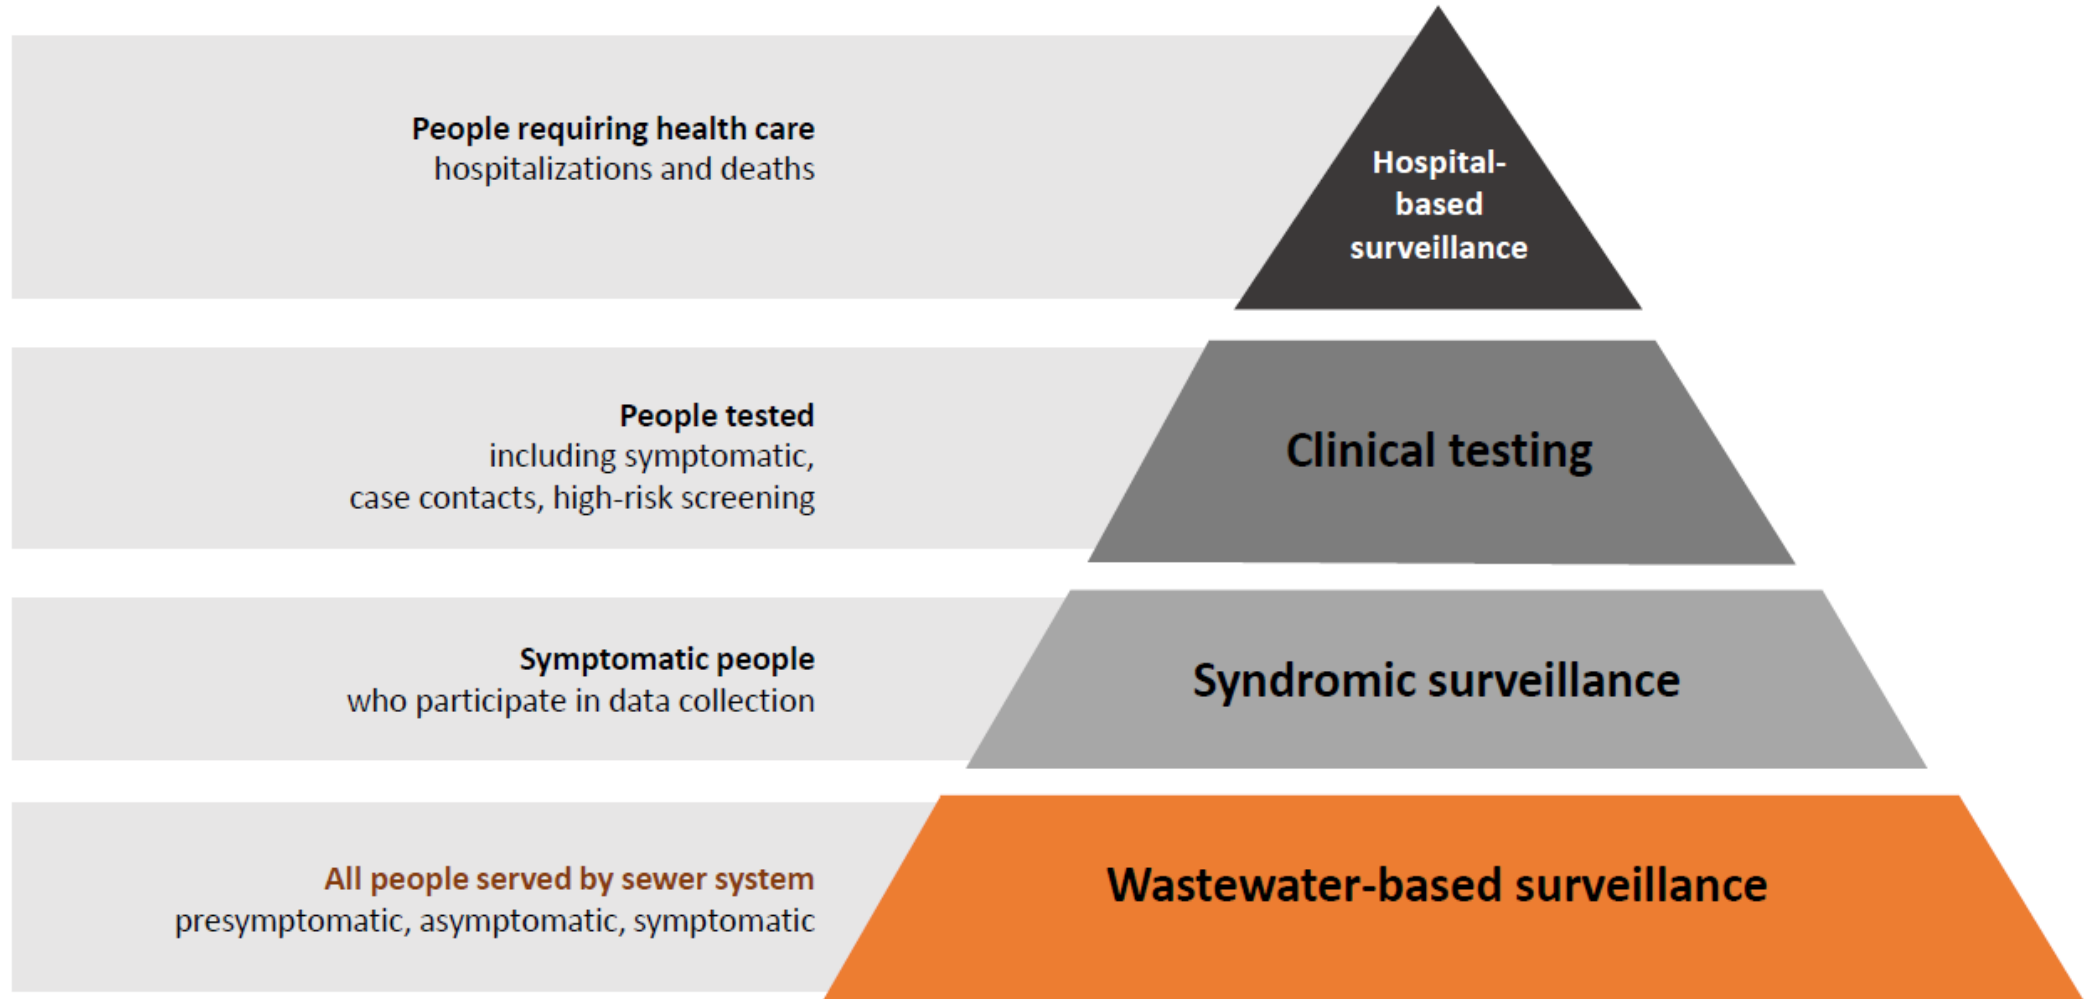 People requiring health care
hospitalizations and deaths
Hospital-
based
surveillance
People tested
including symptomatic,
case contacts, high-risk screening
Clinical testing
Symptomatic people
who participate in data collection
Syndromic surveillance
All people served by sewer system
presymptomatic, asymptomatic, symptomatic
Wastewater-based surveillance